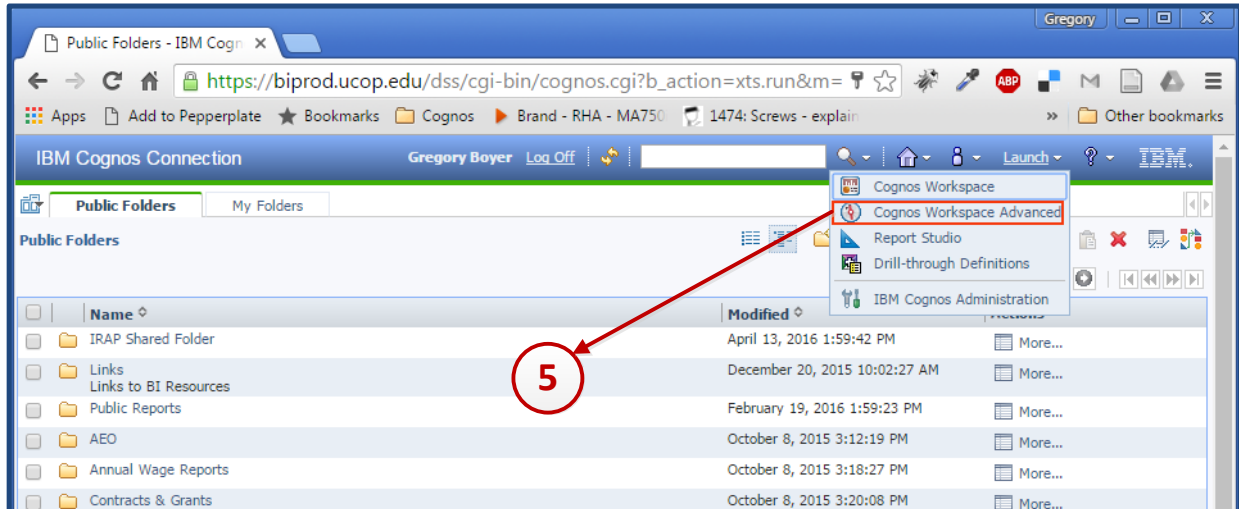 Gregory
Public Folders - IBM Cogn
https://biprod.ucop.edu/dss/cgi-bin/cognos.cgi?b_action=xts.run&m=
ABP
Apps Add to Pepperplate Bookmarks Cognos Brand - RHA - MA750 1474: Screws - explain » Other bookmarks
IBM Cognos Connection Gregory Boyer Log Off Launch IBM.
Public Folders My Folders
Cognos Workspace
Cognos Workspace Advanced
Public Folders
Report Studio
Drill-through Definitions
IBM Cognos Administration
Name Modified
IRAP Shared Folder April 13, 2016 1:59:42 PM More...
Links December 20, 2015 10:02:27 AM More...
Links to BI Resources
5
Public Reports February 19, 2016 1:59:23 PM More...
AEO October 8, 2015 3:12:19 PM More...
Annual Wage Reports October 8, 2015 3:18:27 PM More...
Contracts & Grants October 8, 2015 3:20:08 PM More...